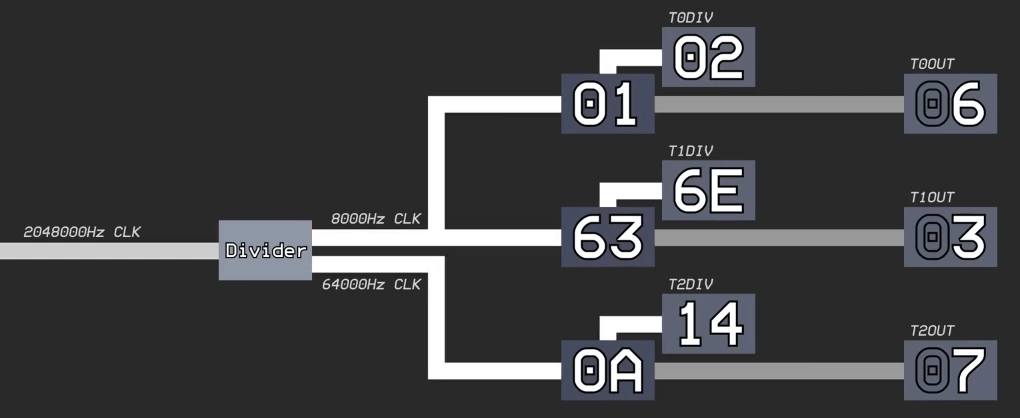 T0DIV
02
T0OUT
01
06
T1DIV
6E
T1OUT
8000Hz CLK
63
03
2048000Hz CLK
Divider
64000Hz CLK
T2DIV
14
T2OUT
0A
07